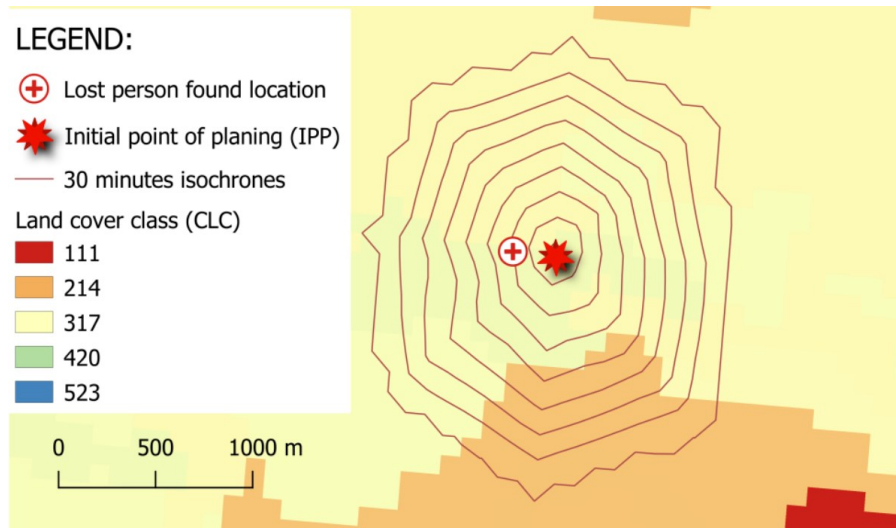 LEGEND:
Lost person found location
Initial point of planing (IPP)
30 minutes isochrones
Land cover class (CLC)
111
214
317
420
523
0 500 1000 m